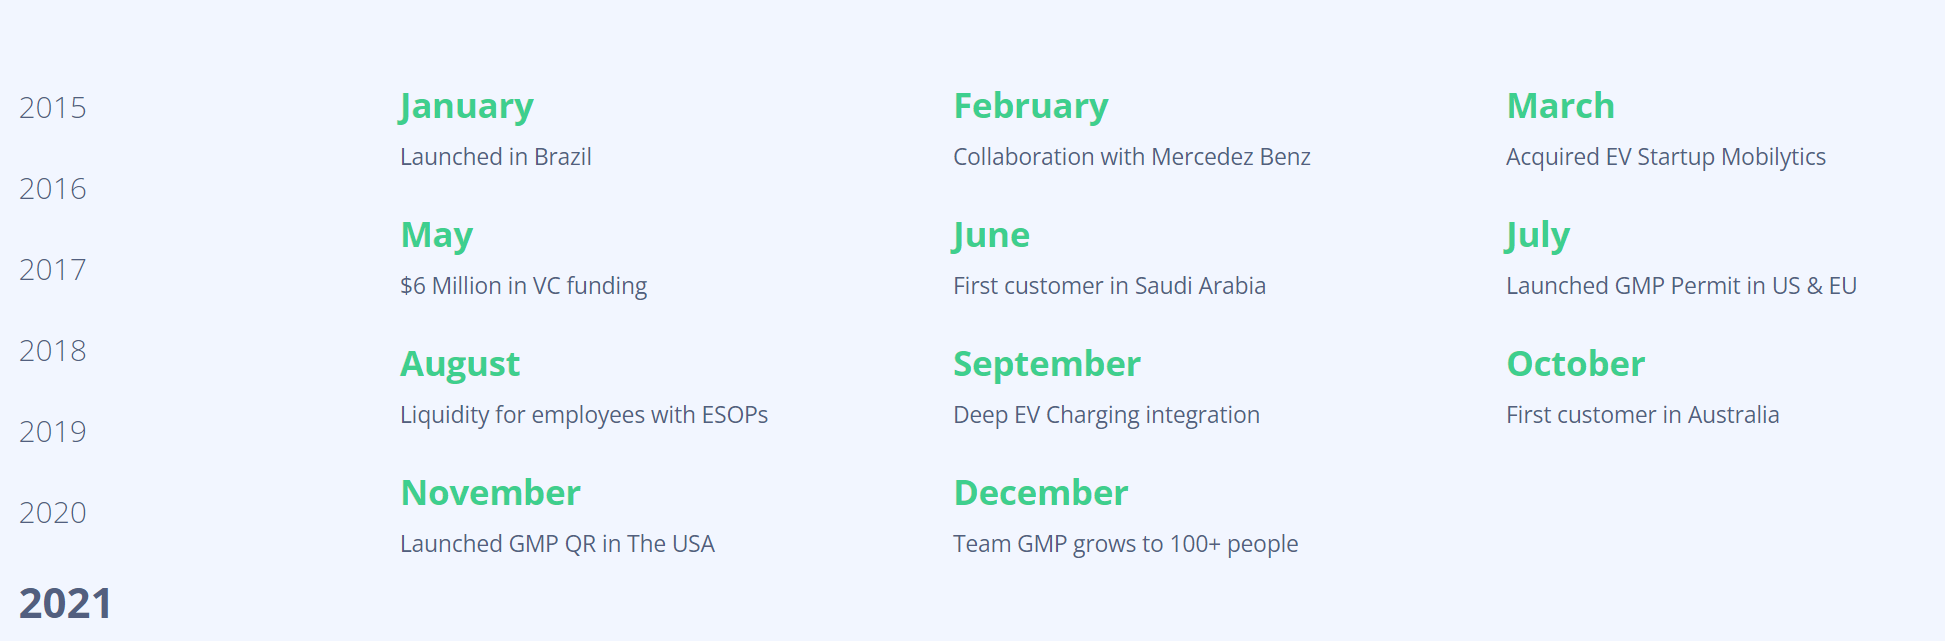 2015
2016
2017
2018
2019
2020
2021
January
Launched in Brazil
February
Collaboration with Mercedez Benz
March
Acquired EV Startup Mobilytics
May
$6 Million in VC funding
June
First customer in Saudi Arabia
July
Launched GMP Permit in US & EU
August
Liquidity for employees with ESOPs
September
Deep EV Charging integration
October
First customer in Australia
November
Launched GMP QR in The USA
December
Team GMP grows to 100+ people